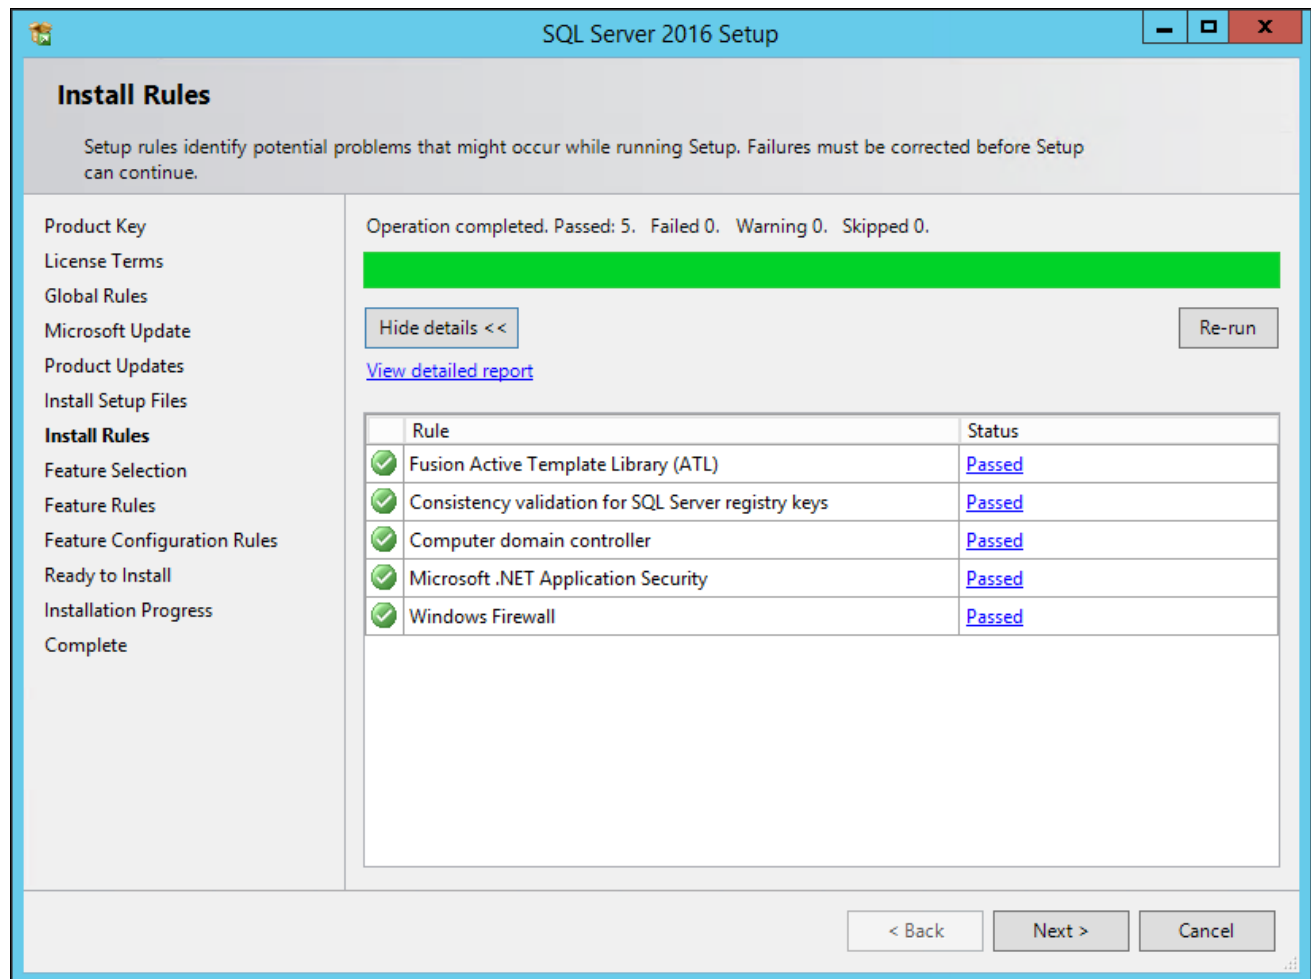 SQL Server 2016 Setup
Install Rules
Setup rules identify potential problems that might occur while running Setup. Failures must be corrected before Setup
can continue.
Product Key
License Terms
Global Rules
Microsoft Update
Product Updates
Install Setup Files
Install Rules
Feature Selection
Feature Rules
Feature Configuration Rules
Ready to Install
Installation Progress
Complete
Operation completed. Passed: 5.   Failed 0.   Warning 0.   Skipped 0.
Hide details <<
Re-run
View detailed report
Rule Status
Fusion Active Template Library (ATL) Passed
Consistency validation for SQL Server registry keys Passed
Computer domain controller Passed
Microsoft .NET Application Security Passed
Windows Firewall Passed
< Back Next > Cancel